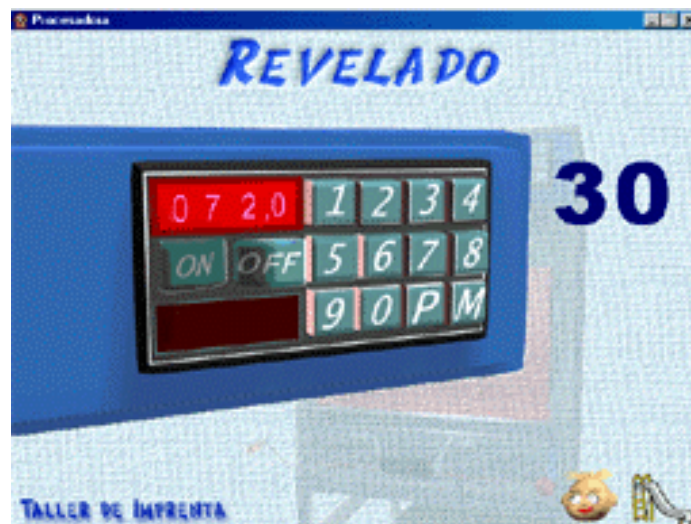 Procesadora
REVELADO
30
0 7 2,0
1 2 3 4
ON OFF 5 6 7 8
9 0 P M
TALLER DE IMPRENTA